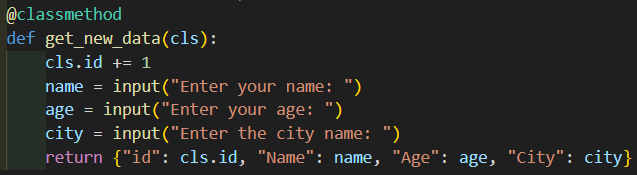 @classmethod
def get_new_data(cls):
    cls.id += 1
    name = input("Enter your name: ")
    age = input("Enter your age: ")
    city = input("Enter the city name: ")
    return {"id": cls.id, "Name": name, "Age": age, "City": city}